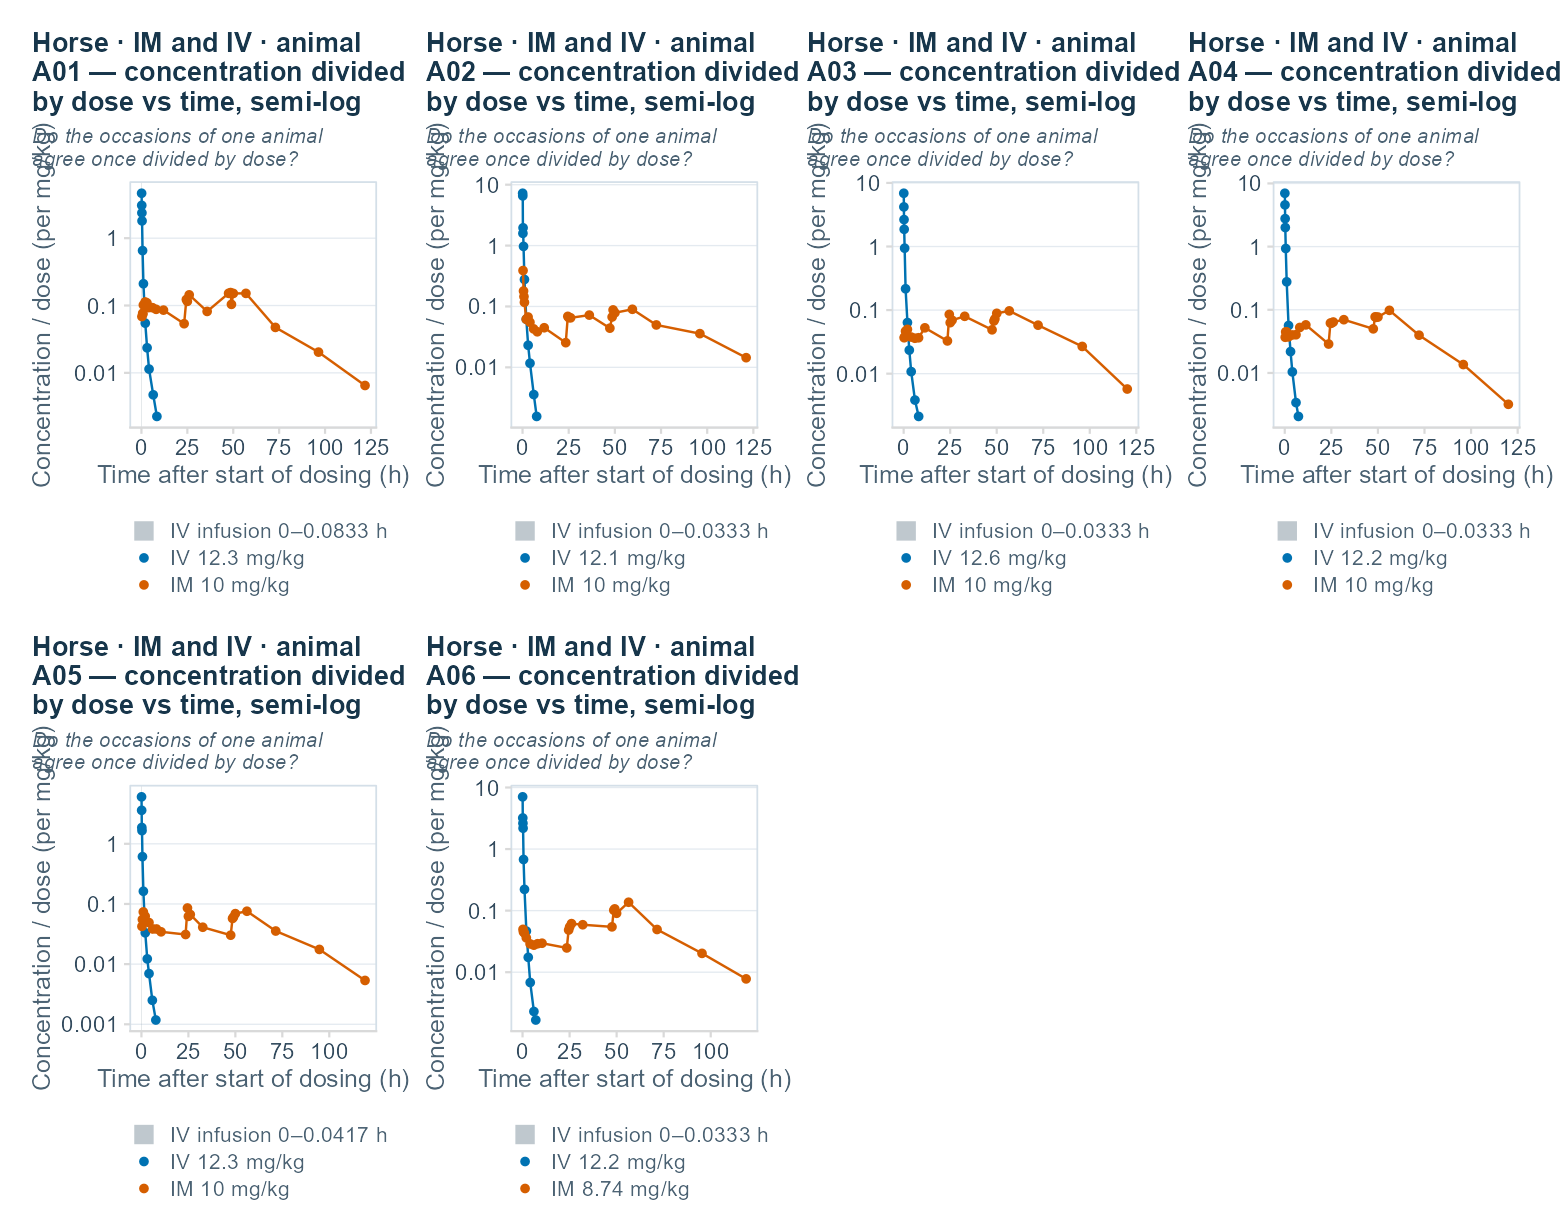 Horse · IM and IV · animal
A01 — concentration divided
by dose vs time, semi-log
Do the occasions of one animal
agree once divided by dose?
Concentration / dose (per mg/kg)
1
0.1
0.01
0 25 50 75 100 125
Time after start of dosing (h)
IV infusion 0–0.0833 h
IV 12.3 mg/kg
IM 10 mg/kg
Horse · IM and IV · animal
A02 — concentration divided
by dose vs time, semi-log
Do the occasions of one animal
agree once divided by dose?
Concentration / dose (per mg/kg)
10
1
0.1
0.01
0 25 50 75 100 125
Time after start of dosing (h)
IV infusion 0–0.0333 h
IV 12.1 mg/kg
IM 10 mg/kg
Horse · IM and IV · animal
A03 — concentration divided
by dose vs time, semi-log
Do the occasions of one animal
agree once divided by dose?
Concentration / dose (per mg/kg)
10
1
0.1
0.01
0 25 50 75 100 125
Time after start of dosing (h)
IV infusion 0–0.0333 h
IV 12.6 mg/kg
IM 10 mg/kg
Horse · IM and IV · animal
A04 — concentration divided
by dose vs time, semi-log
Do the occasions of one animal
agree once divided by dose?
Concentration / dose (per mg/kg)
10
1
0.1
0.01
0 25 50 75 100 125
Time after start of dosing (h)
IV infusion 0–0.0333 h
IV 12.2 mg/kg
IM 10 mg/kg
Horse · IM and IV · animal
A05 — concentration divided
by dose vs time, semi-log
Do the occasions of one animal
agree once divided by dose?
Concentration / dose (per mg/kg)
1
0.1
0.01
0.001
0 25 50 75 100
Time after start of dosing (h)
IV infusion 0–0.0417 h
IV 12.3 mg/kg
IM 10 mg/kg
Horse · IM and IV · animal
A06 — concentration divided
by dose vs time, semi-log
Do the occasions of one animal
agree once divided by dose?
Concentration / dose (per mg/kg)
10
1
0.1
0.01
0 25 50 75 100
Time after start of dosing (h)
IV infusion 0–0.0333 h
IV 12.2 mg/kg
IM 8.74 mg/kg